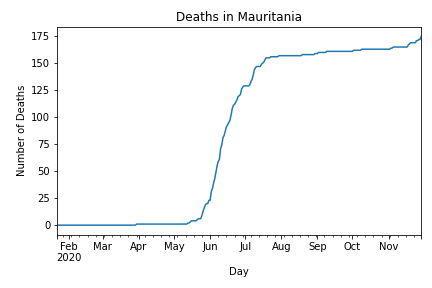 Deaths in Mauritania
Number of Deaths
175
150
125
100
75
50
25
0
Feb Mar Apr May Jun Jul Aug Sep Oct Nov
2020
Day